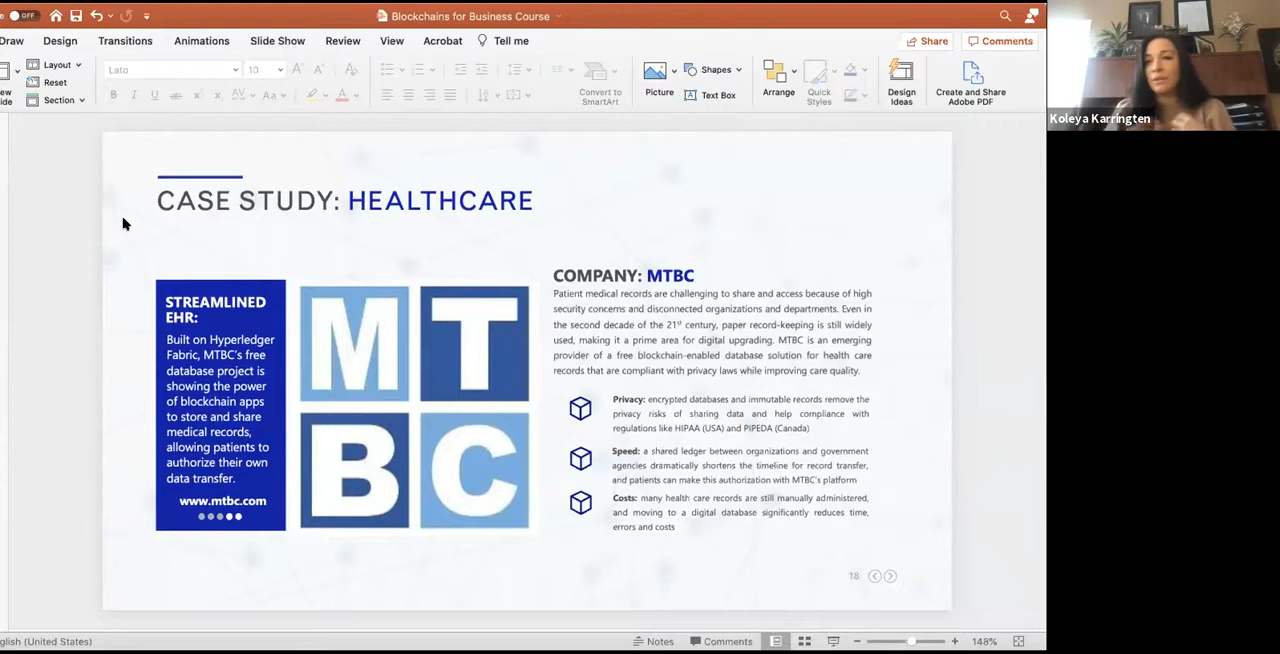 OFF
Blockchains for Business Course
Draw Design Transitions Animations Slide Show Review View Acrobat Tell me
Share Comments
Layout
Reset
Section
Lato 10
Convert to
SmartArt
Picture
Shapes
Text Box
Arrange
Quick
Styles
Design
Ideas
Create and Share
Adobe PDF
Koleya Karringten
CASE STUDY: HEALTHCARE
STREAMLINED
EHR:
Built on Hyperledger
Fabric, MTBC's free
database project is
showing the power
of blockchain apps
to store and share
medical records,
allowing patients to
authorize their own
data transfer.
www.mtbc.com
M T
B C
COMPANY: MTBC
Patient medical records are challenging to share and access because of high
security concerns and disconnected organizations and departments. Even in
the second decade of the 21st century, paper record-keeping is still widely
used, making it a prime area for digital upgrading. MTBC is an emerging
provider of a free blockchain-enabled database solution for health care
records that are compliant with privacy laws while improving care quality.
Privacy: encrypted databases and immutable records remove the
privacy risks of sharing data and help compliance with
regulations like HIPAA (USA) and PIPEDA (Canada)
Speed: a shared ledger between organizations and government
agencies dramatically shortens the timeline for record transfer,
and patients can make this authorization with MTBC's platform
Costs: many health care records are still manually administered,
and moving to a digital database significantly reduces time,
errors and costs
18
glish (United States)
Notes Comments 148%